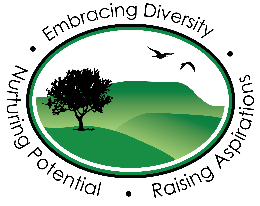 Embracing Diversity
Nurturing Potential
Raising Aspirations